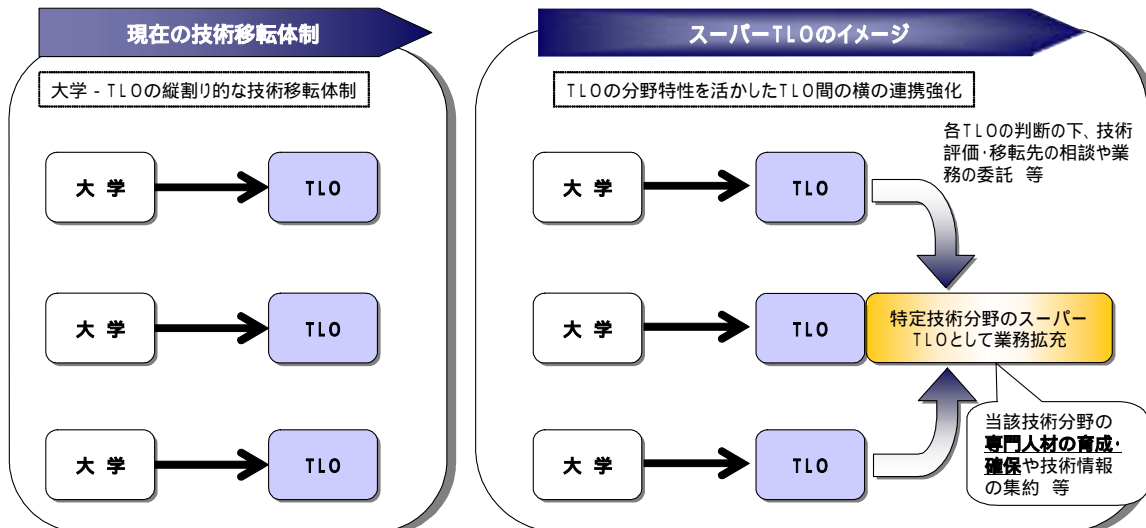 現在の技術移転体制
大学 - TLOの縦割り的な技術移転体制
大 学
TLO
大 学
TLO
大 学
TLO
スーパーTLOのイメージ
TLOの分野特性を活かしたTLO間の横の連携強化
各TLOの判断の下、技術
評価・移転先の相談や業
務の委託 等
大 学
TLO
大 学
TLO
特定技術分野のスーパー
TLOとして業務拡充
大 学
TLO
当該技術分野の
専門人材の育成・
確保や技術情報
の集約 等